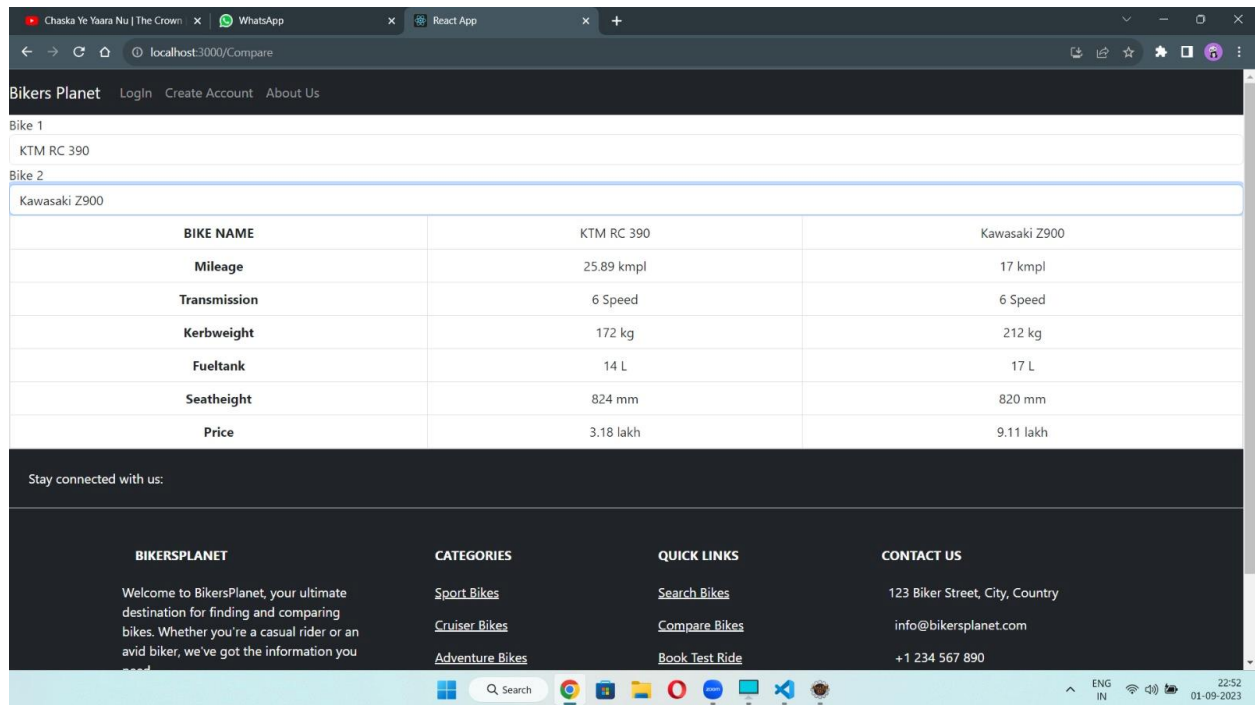 Chaska Ye Yaara Nu | The Crown
WhatsApp
React App
localhost:3000/Compare
Bikers Planet LogIn Create Account About Us
Bike 1
KTM RC 390
Bike 2
Kawasaki Z900
BIKE NAME KTM RC 390 Kawasaki Z900
Mileage 25.89 kmpl 17 kmpl
Transmission 6 Speed 6 Speed
Kerbweight 172 kg 212 kg
Fueltank 14 L 17 L
Seatheight 824 mm 820 mm
Price 3.18 lakh 9.11 lakh
Stay connected with us:
BIKERSPLANET
Welcome to BikersPlanet, your ultimate
destination for finding and comparing
bikes. Whether you're a casual rider or an
avid biker, we've got the information you
CATEGORIES
Sport Bikes
Cruiser Bikes
Adventure Bikes
QUICK LINKS
Search Bikes
Compare Bikes
Book Test Ride
CONTACT US
123 Biker Street, City, Country
info@bikersplanet.com
+1 234 567 890
Search
zoom
ENG
IN
22:52
01-09-2023